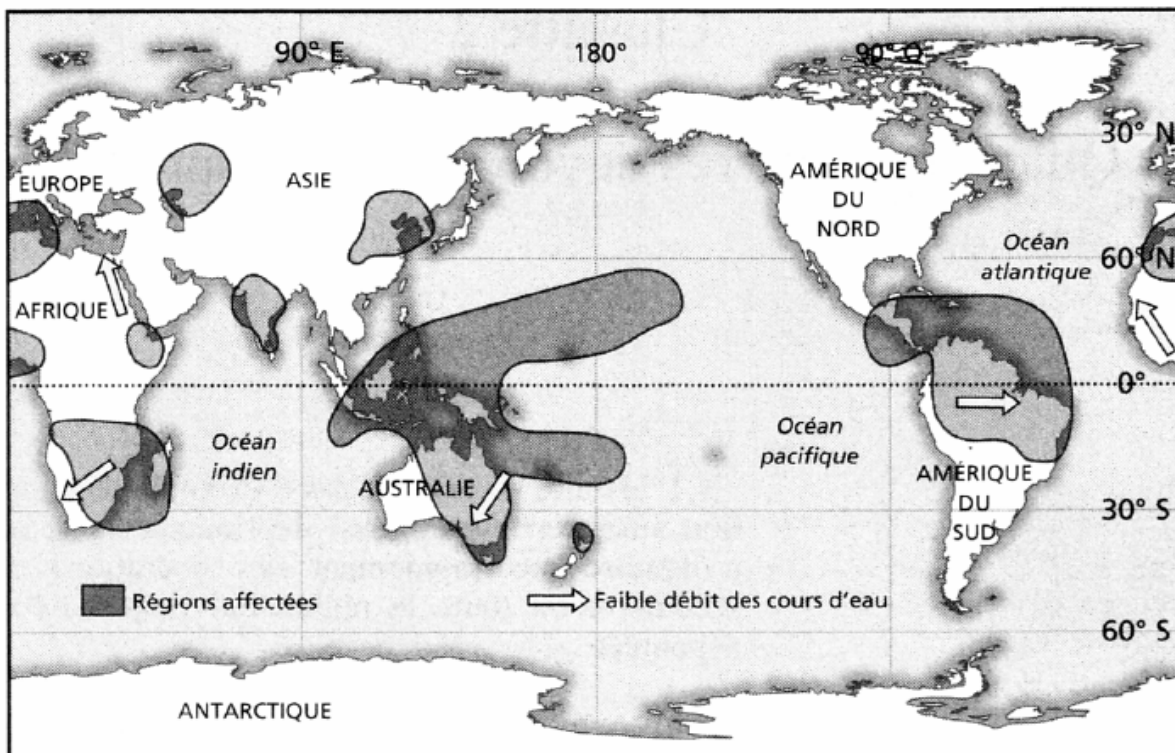 90° E 180° 90° O
30° N
EUROPE ASIE AMÉRIQUE
DU
NORD
Océan
atlantique
60° N
AFRIQUE
0°
Océan
indien
Océan
pacifique
AUSTRALIE AMÉRIQUE
DU
SUD
30° S
Régions affectées Faible débit des cours d'eau
60° S
ANTARCTIQUE